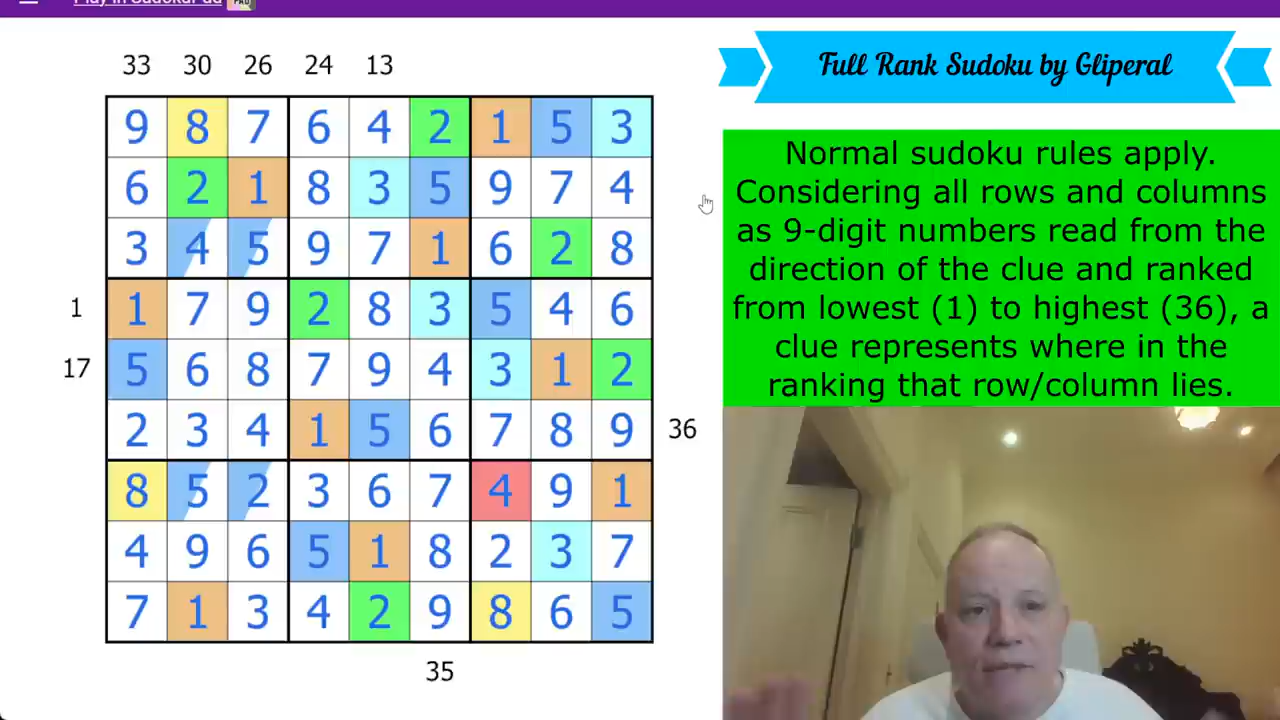 Play in SudokuPad
PAD
33 30 26 24 13
9 8 7 6 4 2 1 5 3
6 2 1 8 3 5 9 7 4
3 4 5 9 7 1 6 2 8
1 1 7 9 2 8 3 5 4 6
17 5 6 8 7 9 4 3 1 2
2 3 4 1 5 6 7 8 9 36
8 5 2 3 6 7 4 9 1
4 9 6 5 1 8 2 3 7
7 1 3 4 2 9 8 6 5
35
Full Rank Sudoku by Gliperal
Normal sudoku rules apply.
Considering all rows and columns
as 9-digit numbers read from the
direction of the clue and ranked
from lowest (1) to highest (36), a
clue represents where in the
ranking that row/column lies.